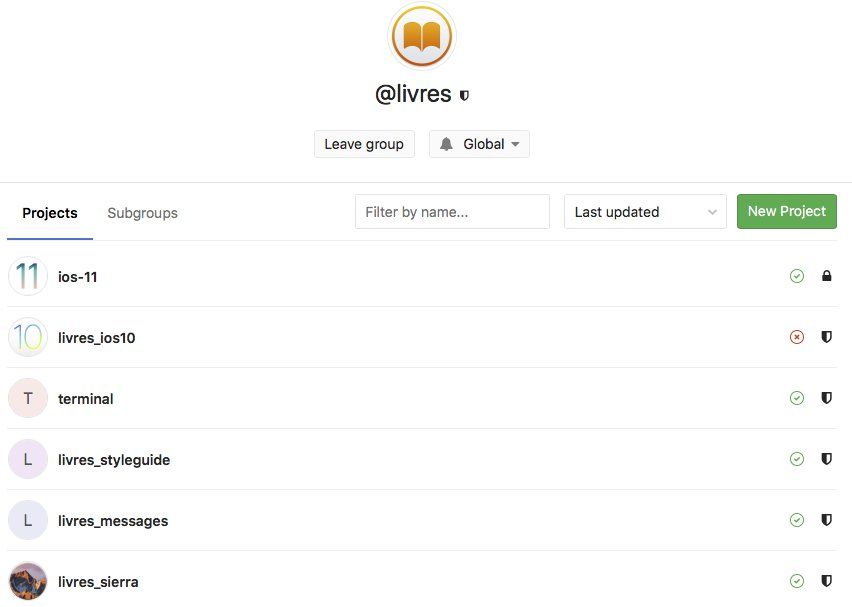 @livres
Leave group Global
Projects Subgroups Filter by name... Last updated New Project
11 ios-11
10 livres_ios10
T terminal
L livres_styleguide
L livres_messages
livres_sierra